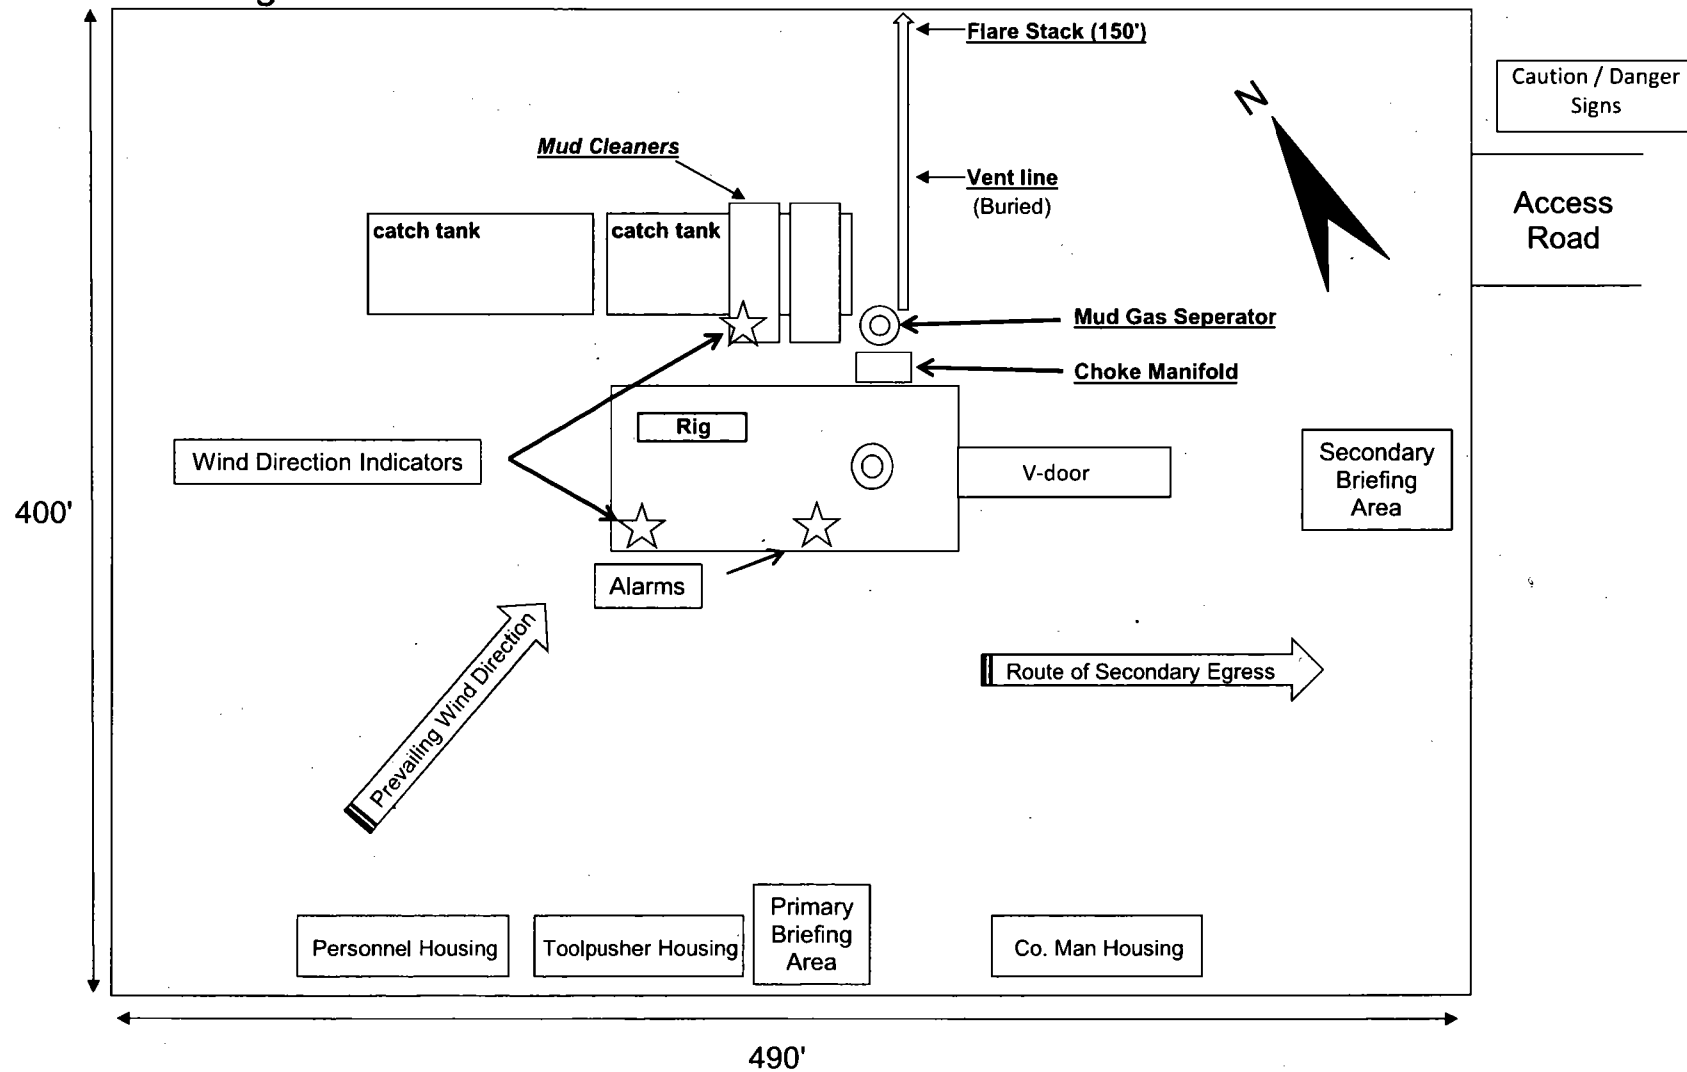 Flare Stack (150')
Caution / Danger
Signs
N
Mud Cleaners
Vent line
(Buried)
Access
Road
catch tank
catch tank
Mud Gas Seperator
Choke Manifold
Rig
Wind Direction Indicators
V-door
Secondary
Briefing
Area
400'
Alarms
Prevailing Wind Direction
Route of Secondary Egress
Primary
Briefing
Area
Personnel Housing
Toolpusher Housing
Co. Man Housing
490'